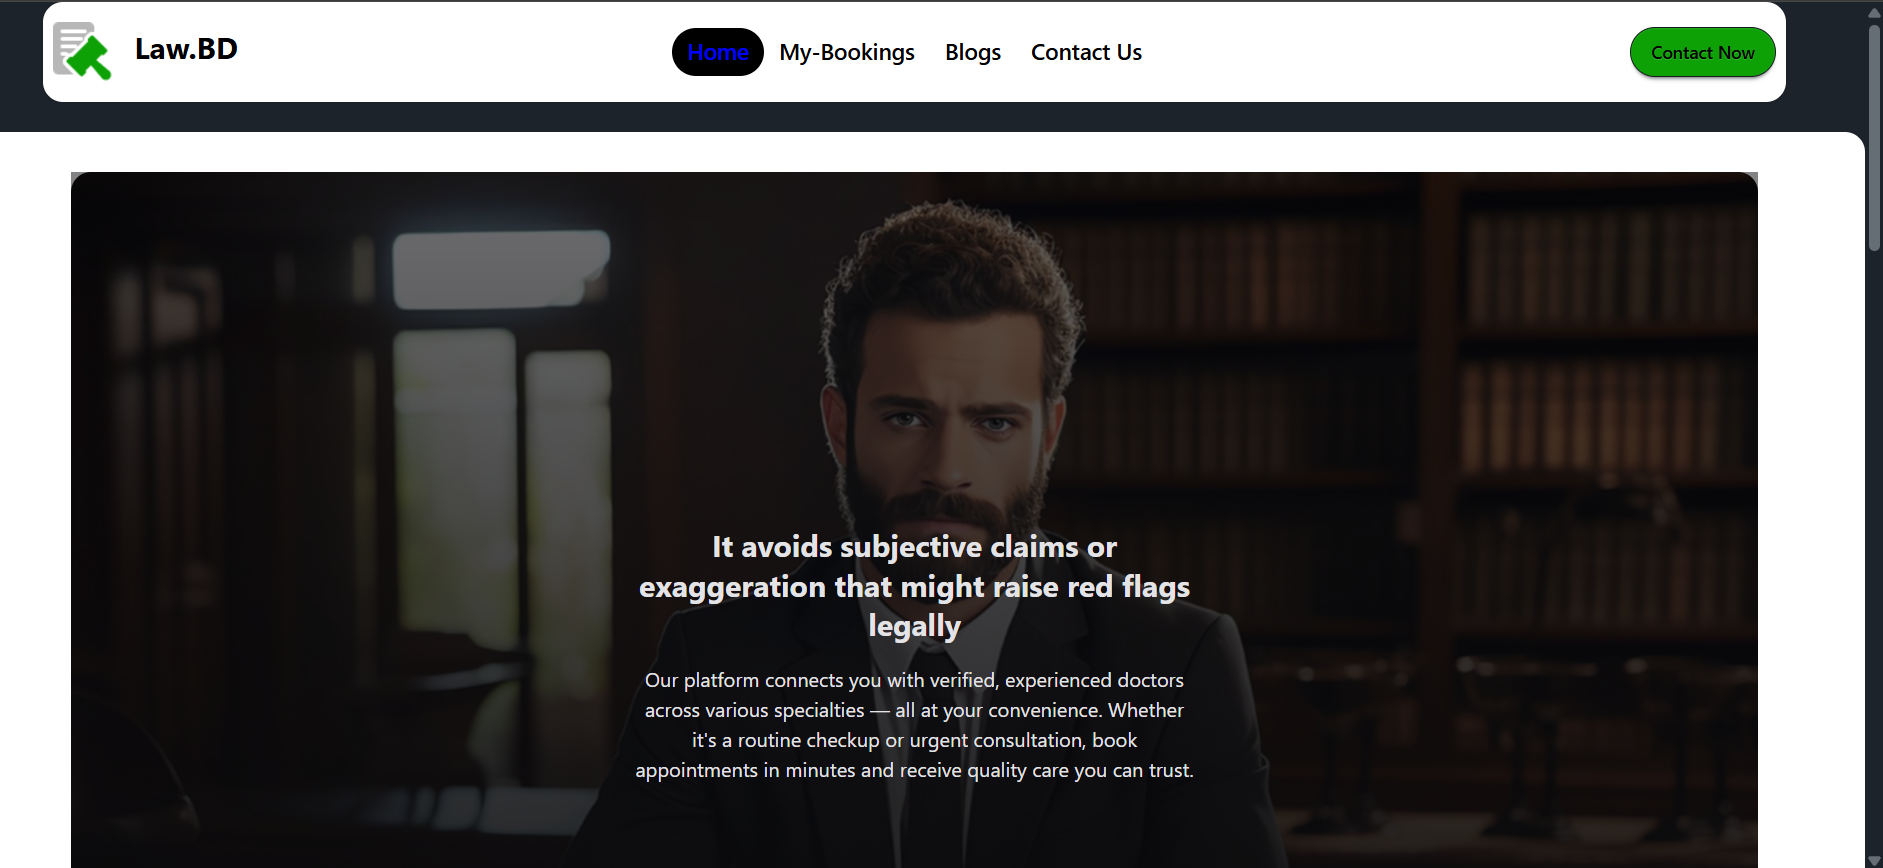 Law.BD
Home
My-Bookings
Blogs
Contact Us
Contact Now
It avoids subjective claims or
exaggeration that might raise red flags
legally
Our platform connects you with verified, experienced doctors
across various specialties — all at your convenience. Whether
it's a routine checkup or urgent consultation, book
appointments in minutes and receive quality care you can trust.